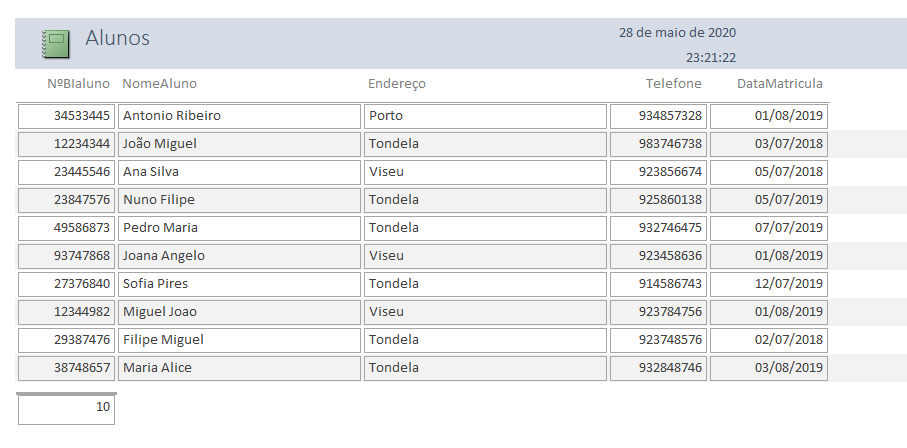 Alunos
28 de maio de 2020
23:21:22
NºBIaluno NomeAluno Endereço Telefone DataMatricula
34533445 Antonio Ribeiro Porto 934857328 01/08/2019
12234344 João Miguel Tondela 983746738 03/07/2018
23445546 Ana Silva Viseu 923856674 05/07/2018
23847576 Nuno Filipe Tondela 925860138 05/07/2019
49586873 Pedro Maria Tondela 932746475 07/07/2019
93747868 Joana Angelo Viseu 923458636 01/08/2019
27376840 Sofia Pires Tondela 914586743 12/07/2019
12344982 Miguel Joao Viseu 923784756 01/08/2019
29387476 Filipe Miguel Tondela 923748576 02/07/2018
38748657 Maria Alice Tondela 932848746 03/08/2019
10